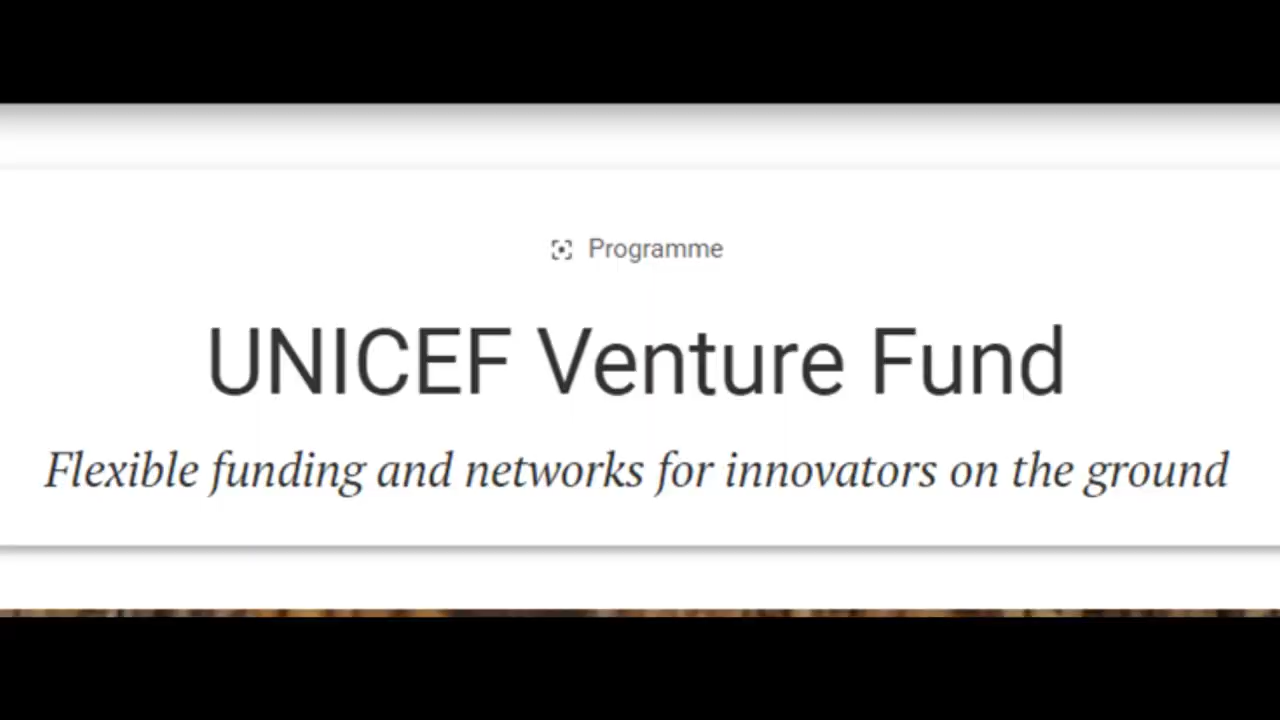 Programme
UNICEF Venture Fund
Flexible funding and networks for innovators on the ground